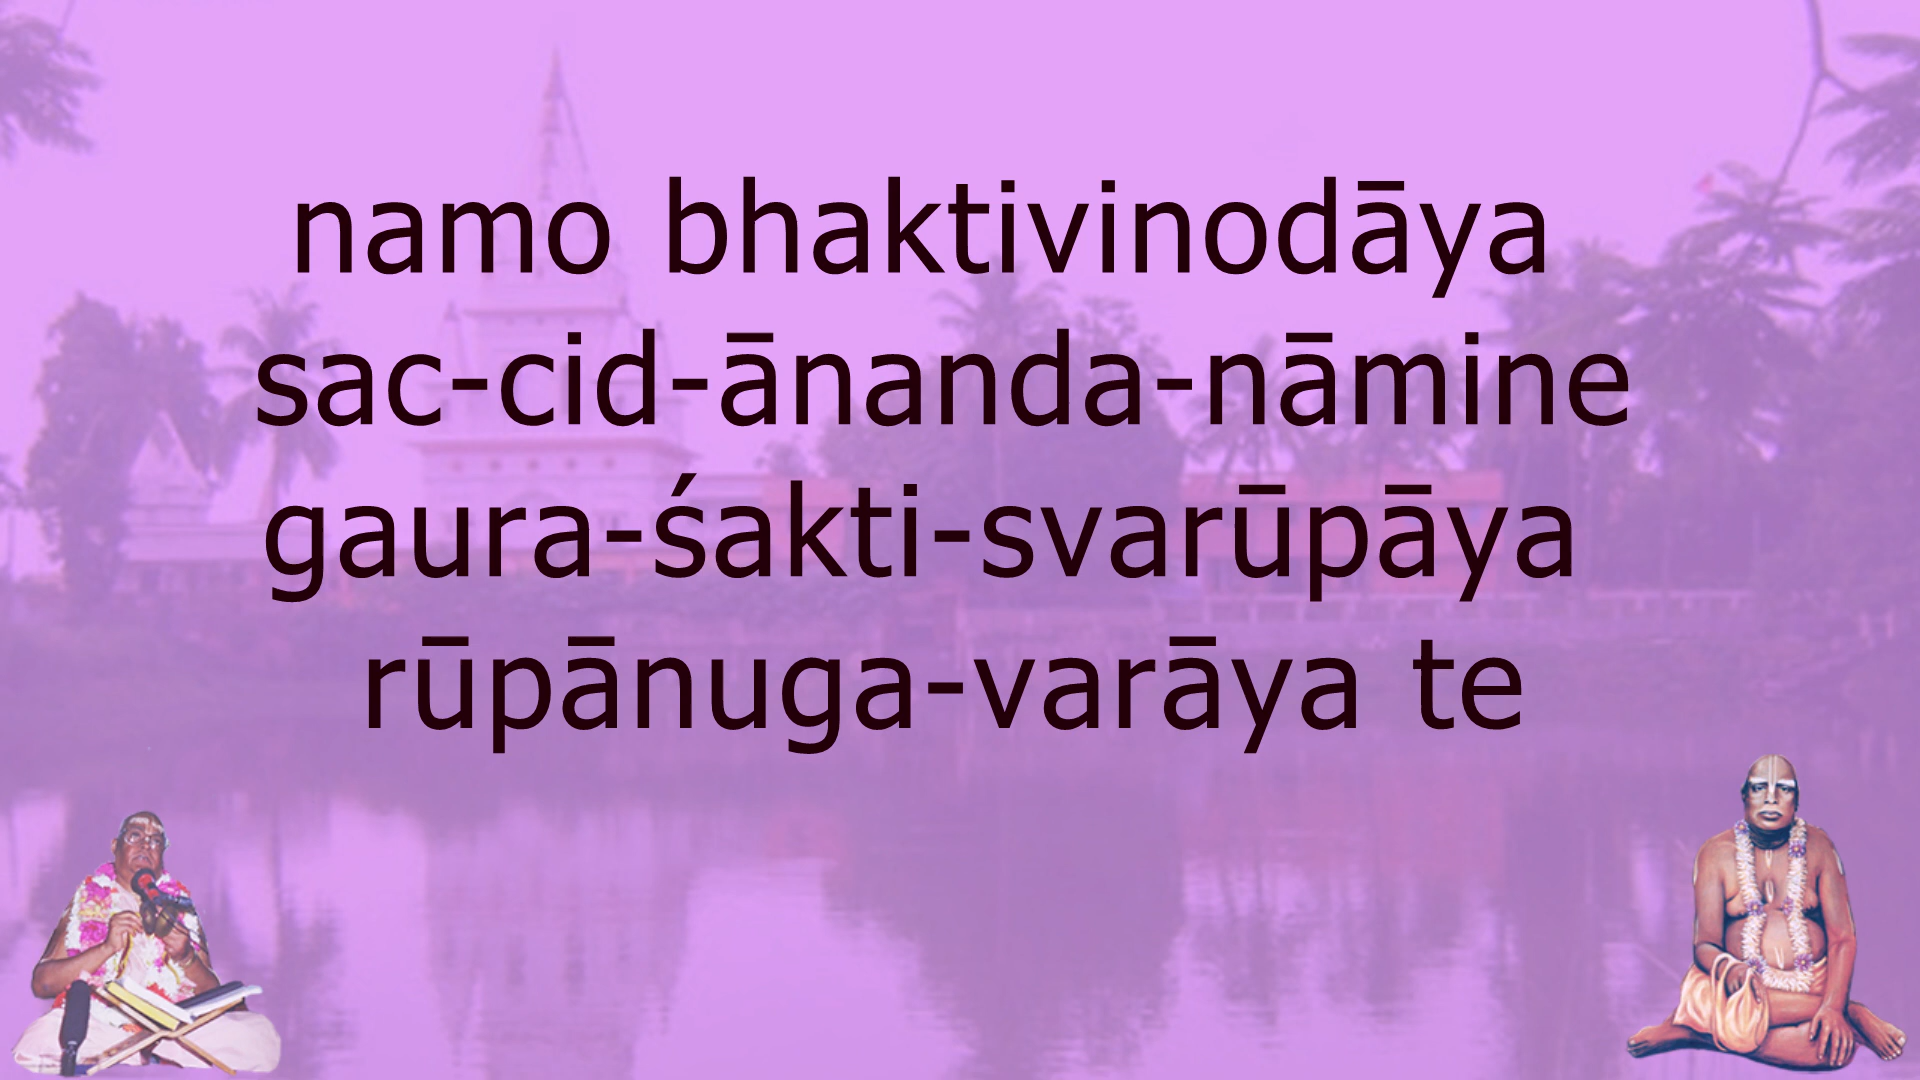 namo bhaktivinodāya
sac-cid-ānanda-nāmine
gaura-śakti-svarūpāya
rūpānuga-varāya te